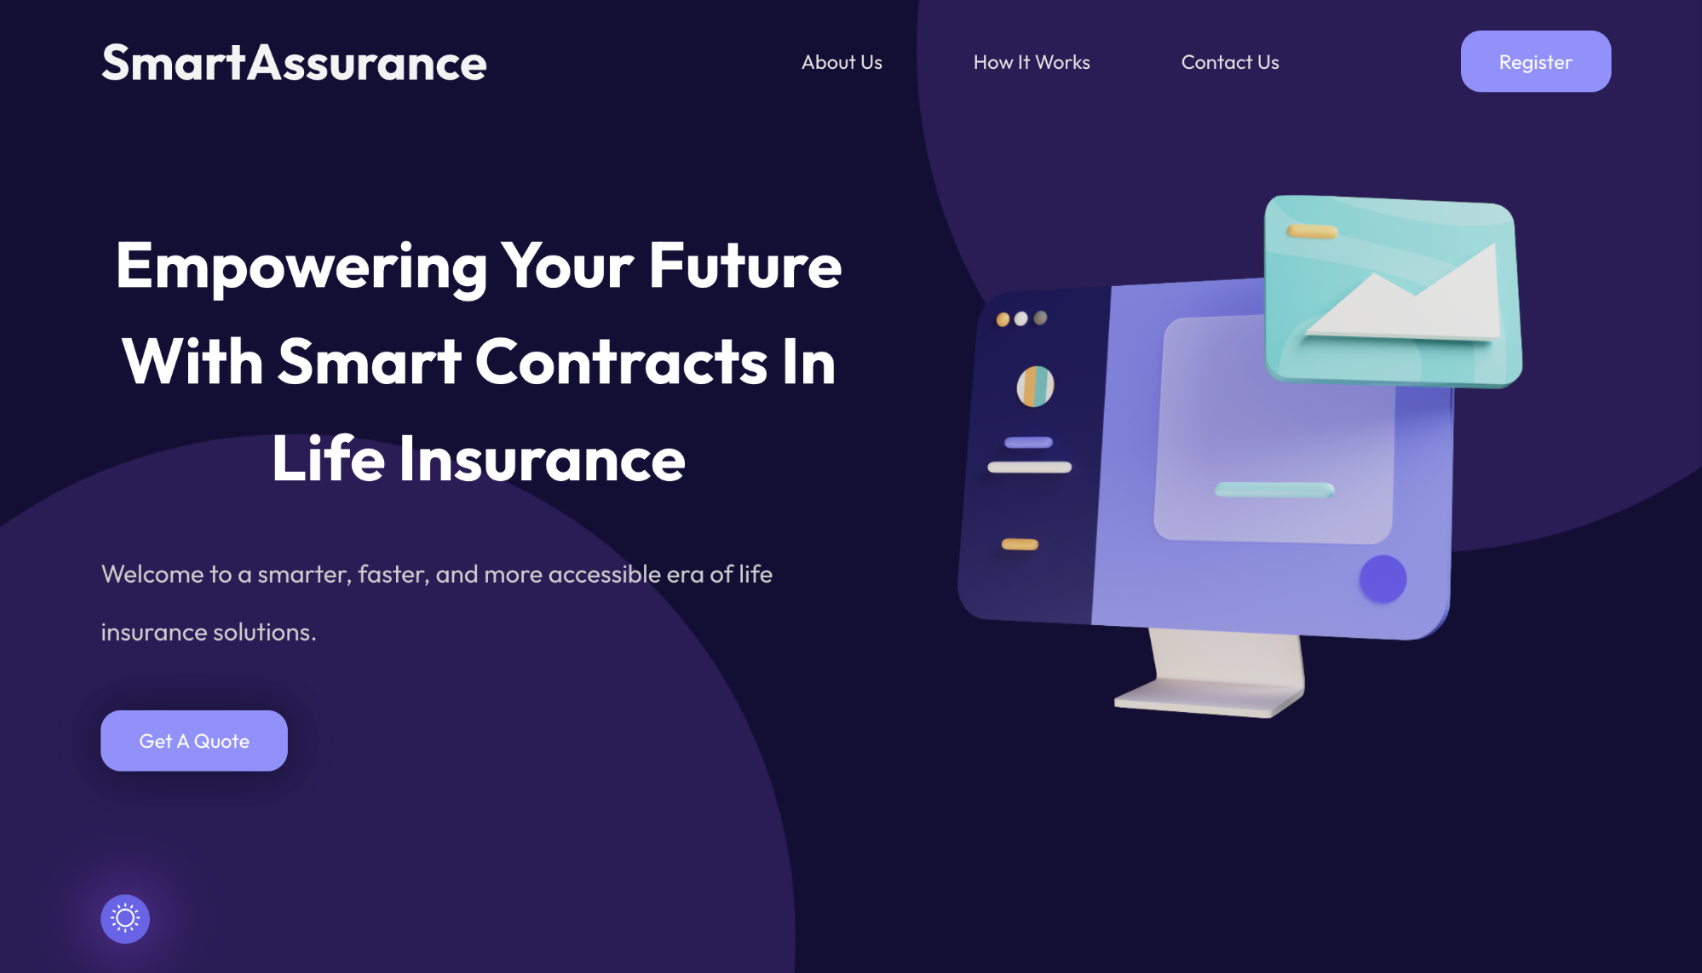 SmartAssurance
About Us
How It Works
Contact Us
Register
Empowering Your Future
With Smart Contracts In
Life Insurance
Welcome to a smarter, faster, and more accessible era of life
insurance solutions.
Get A Quote